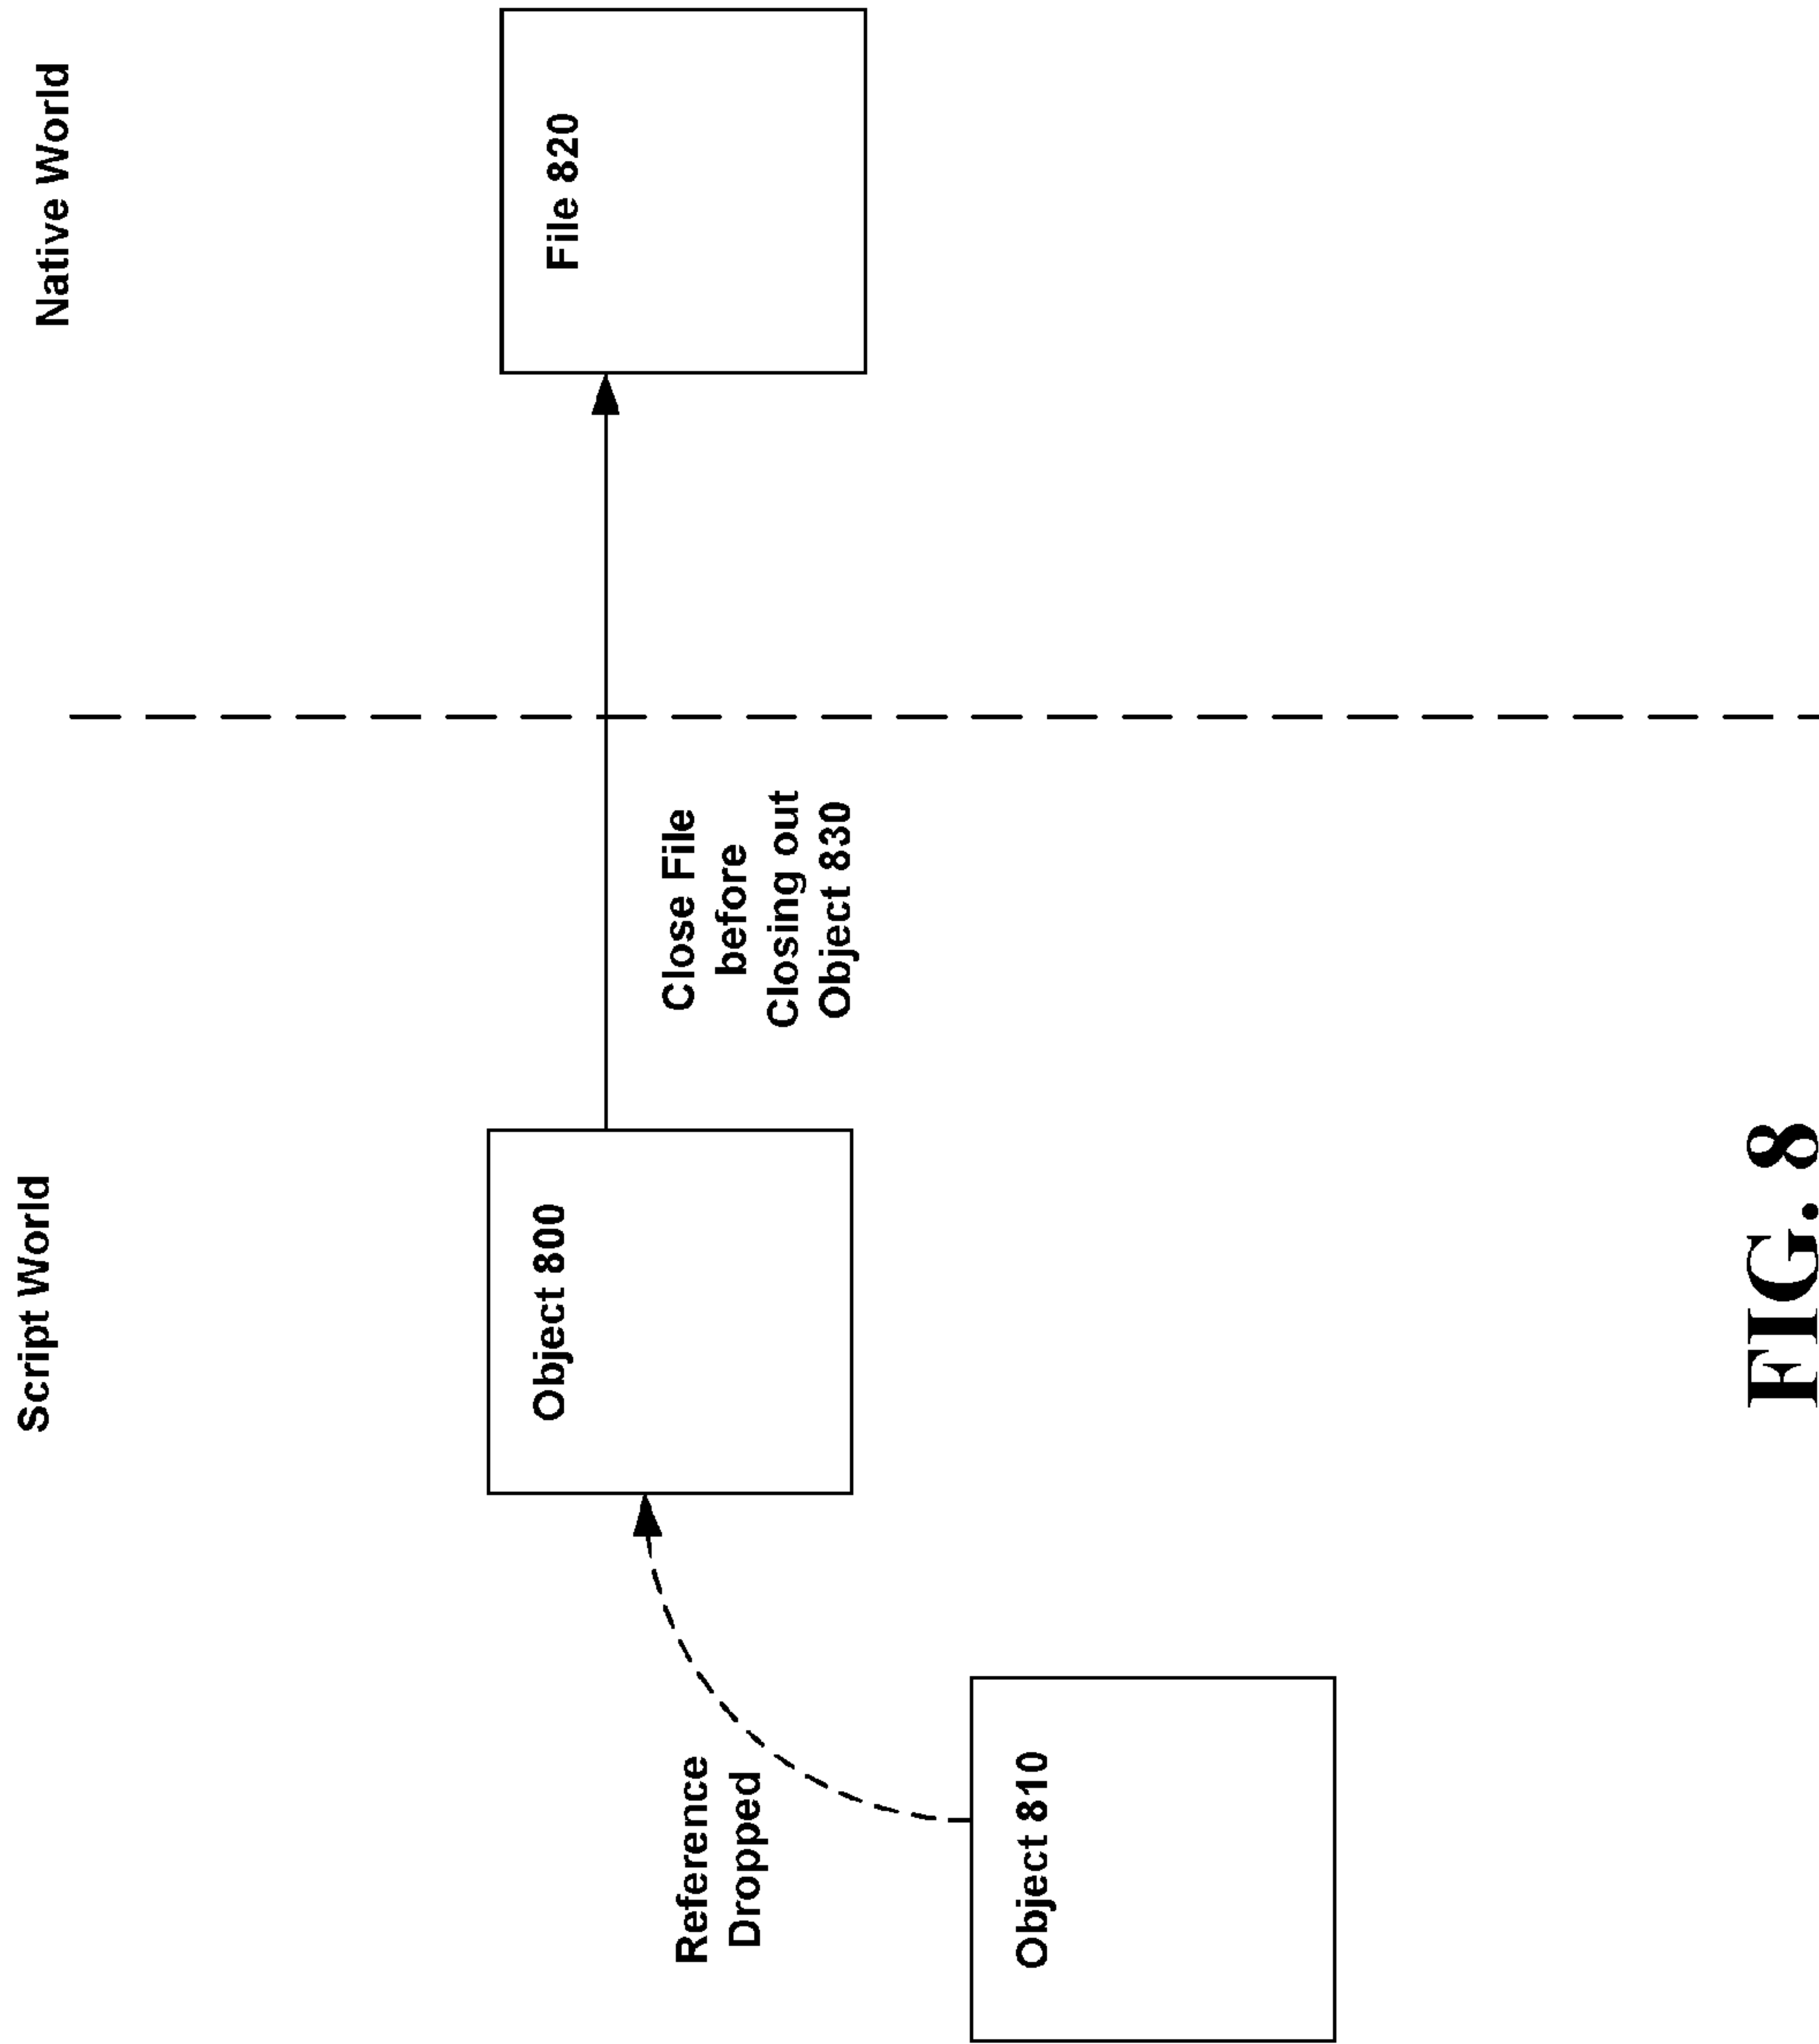 Script World
Native World
Object 800
File 820
Reference
Dropped
Close File
before
Closing out
Object 830
Object 810
FIG. 8